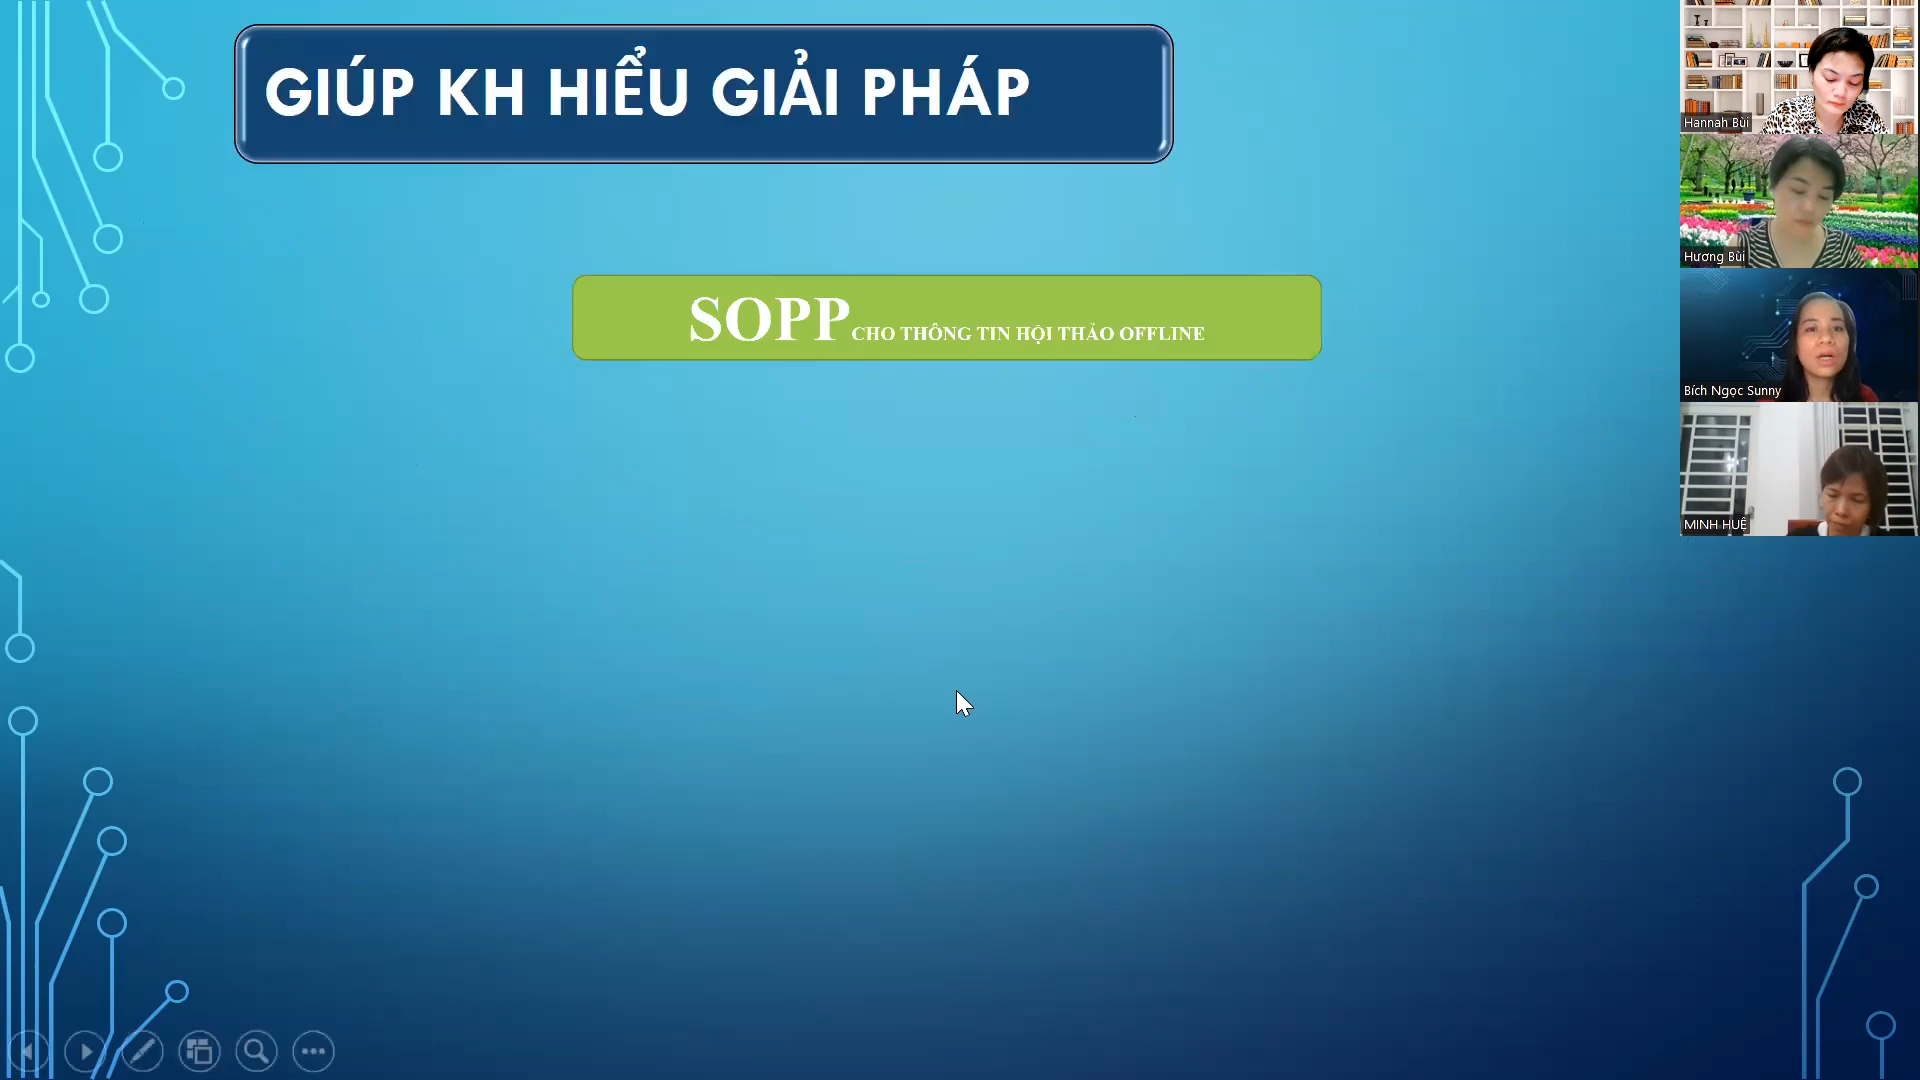 GIÚP KH HIỂU GIẢI PHÁP
SOPP CHO THÔNG TIN HỘI THẢO OFFLINE
Hannah Bùi
Hương Bùi
Bích Ngọc Sunny
MINH HUỆ